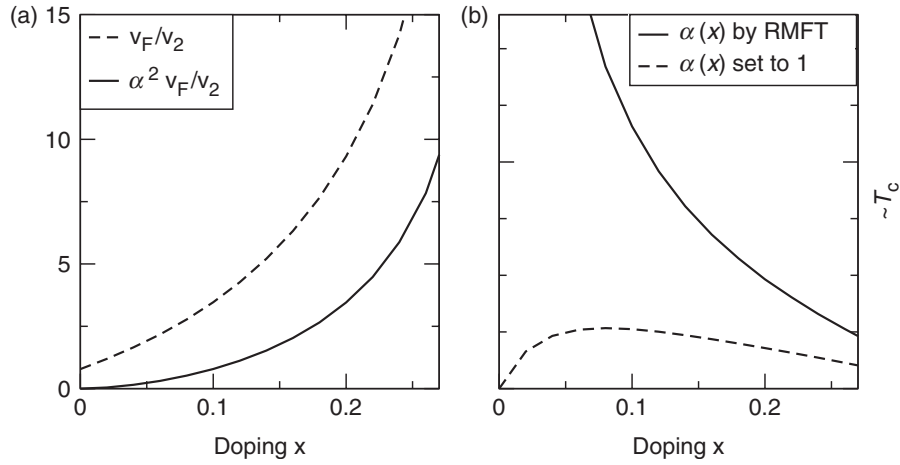 (a)
15
10
5
0
v_F/v_2
α² v_F/v_2
0
0.1
0.2
Doping x
(b)
α (x) by RMFT
α (x) set to 1
~T_c
0
0.1
0.2
Doping x